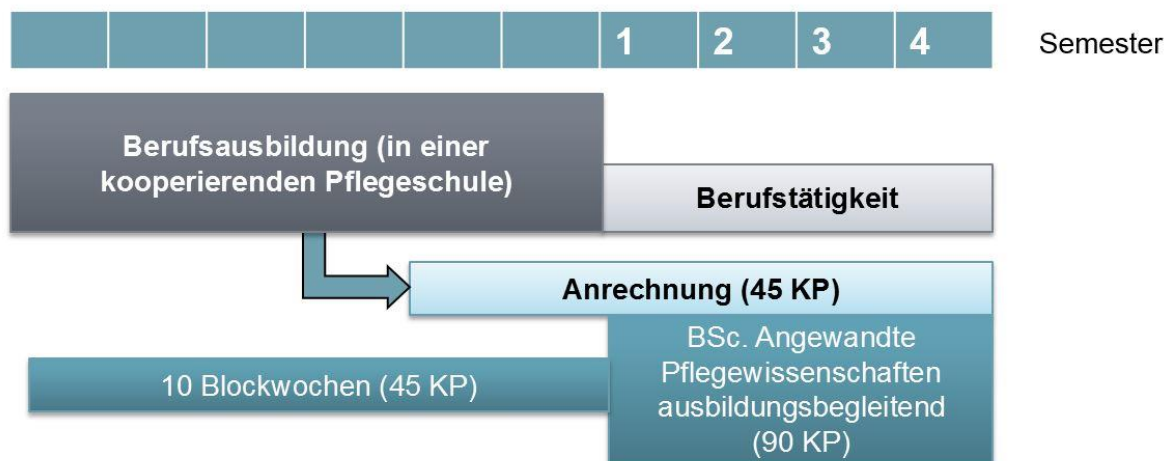 1 2 3 4 Semester
Berufsausbildung (in einer
kooperierenden Pflegeschule)
Berufstätigkeit
Anrechnung (45 KP)
10 Blockwochen (45 KP)
BSc. Angewandte
Pflegewissenschaften
ausbildungsbegleitend
(90 KP)